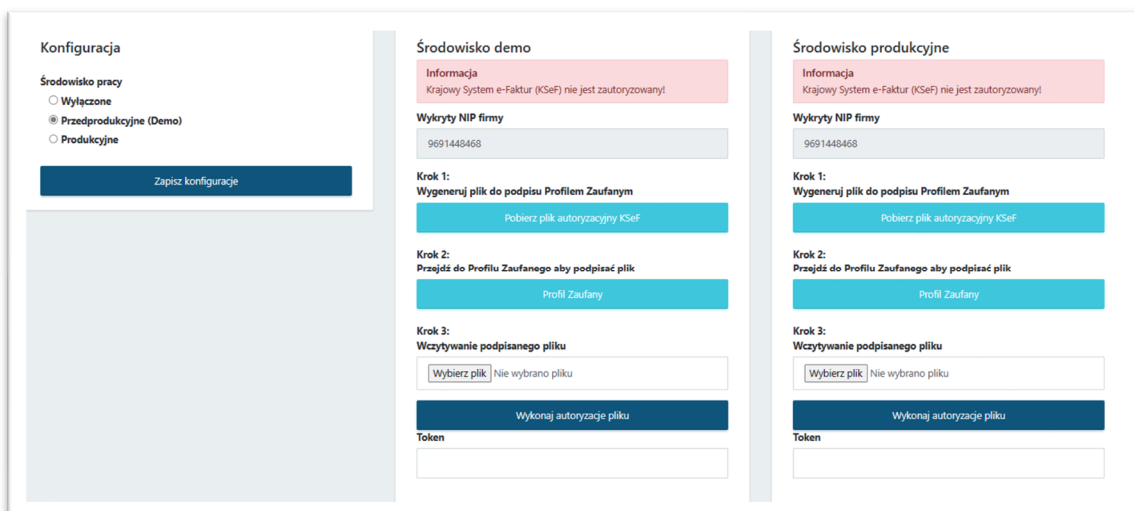 Konfiguracja
Środowisko pracy
Wyłączone
Przedprodukcyjne (Demo)
Produkcyjne
Zapisz konfiguracje
Środowisko demo
Informacja
Krajowy System e-Faktur (KSeF) nie jest zautoryzowany!
Wykryty NIP firmy
9691448468
Krok 1:
Wygeneruj plik do podpisu Profilem Zaufanym
Pobierz plik autoryzacyjny KSeF
Krok 2:
Przejdź do Profilu Zaufanego aby podpisać plik
Profil Zaufany
Krok 3:
Wczytywanie podpisanego pliku
Wybierz plik Nie wybrano pliku
Wykonaj autoryzacje pliku
Token
Środowisko produkcyjne
Informacja
Krajowy System e-Faktur (KSeF) nie jest zautoryzowany!
Wykryty NIP firmy
9691448468
Krok 1:
Wygeneruj plik do podpisu Profilem Zaufanym
Pobierz plik autoryzacyjny KSeF
Krok 2:
Przejdź do Profilu Zaufanego aby podpisać plik
Profil Zaufany
Krok 3:
Wczytywanie podpisanego pliku
Wybierz plik Nie wybrano pliku
Wykonaj autoryzacje pliku
Token